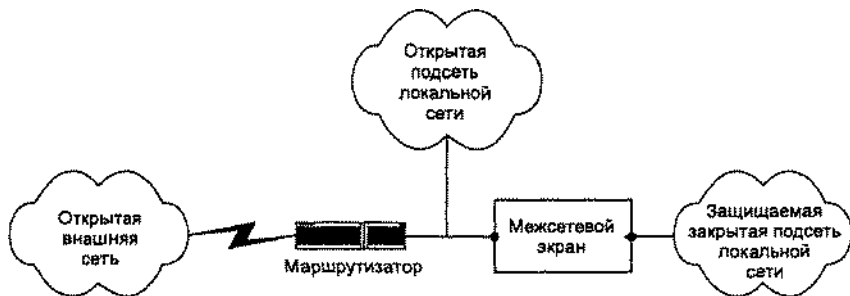 Открытая
подсеть
локальной
сети
Открытая
внашняя
сеть
Маршрутизатор
Межсетевой
экран
Защищаемая
закрытая подсеть
локальной
сети